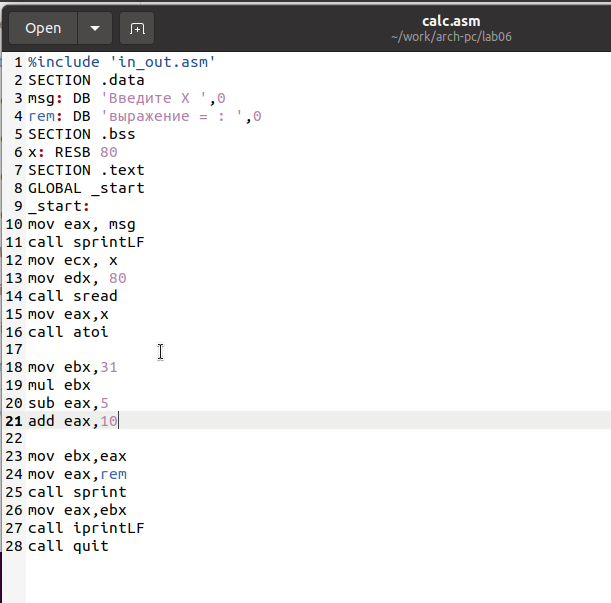 Open
calc.asm
~/work/arch-pc/lab06
1 %include 'in_out.asm'
2 SECTION .data
3 msg: DB 'Введите X ',0
4 rem: DB 'выражение = : ',0
5 SECTION .bss
6 x: RESB 80
7 SECTION .text
8 GLOBAL _start
9 _start:
10 mov eax, msg
11 call sprintLF
12 mov ecx, x
13 mov edx, 80
14 call sread
15 mov eax,x
16 call atoi
17
18 mov ebx,31
19 mul ebx
20 sub eax,5
21 add eax,10
22
23 mov ebx,eax
24 mov eax,rem
25 call sprint
26 mov eax,ebx
27 call iprintLF
28 call quit